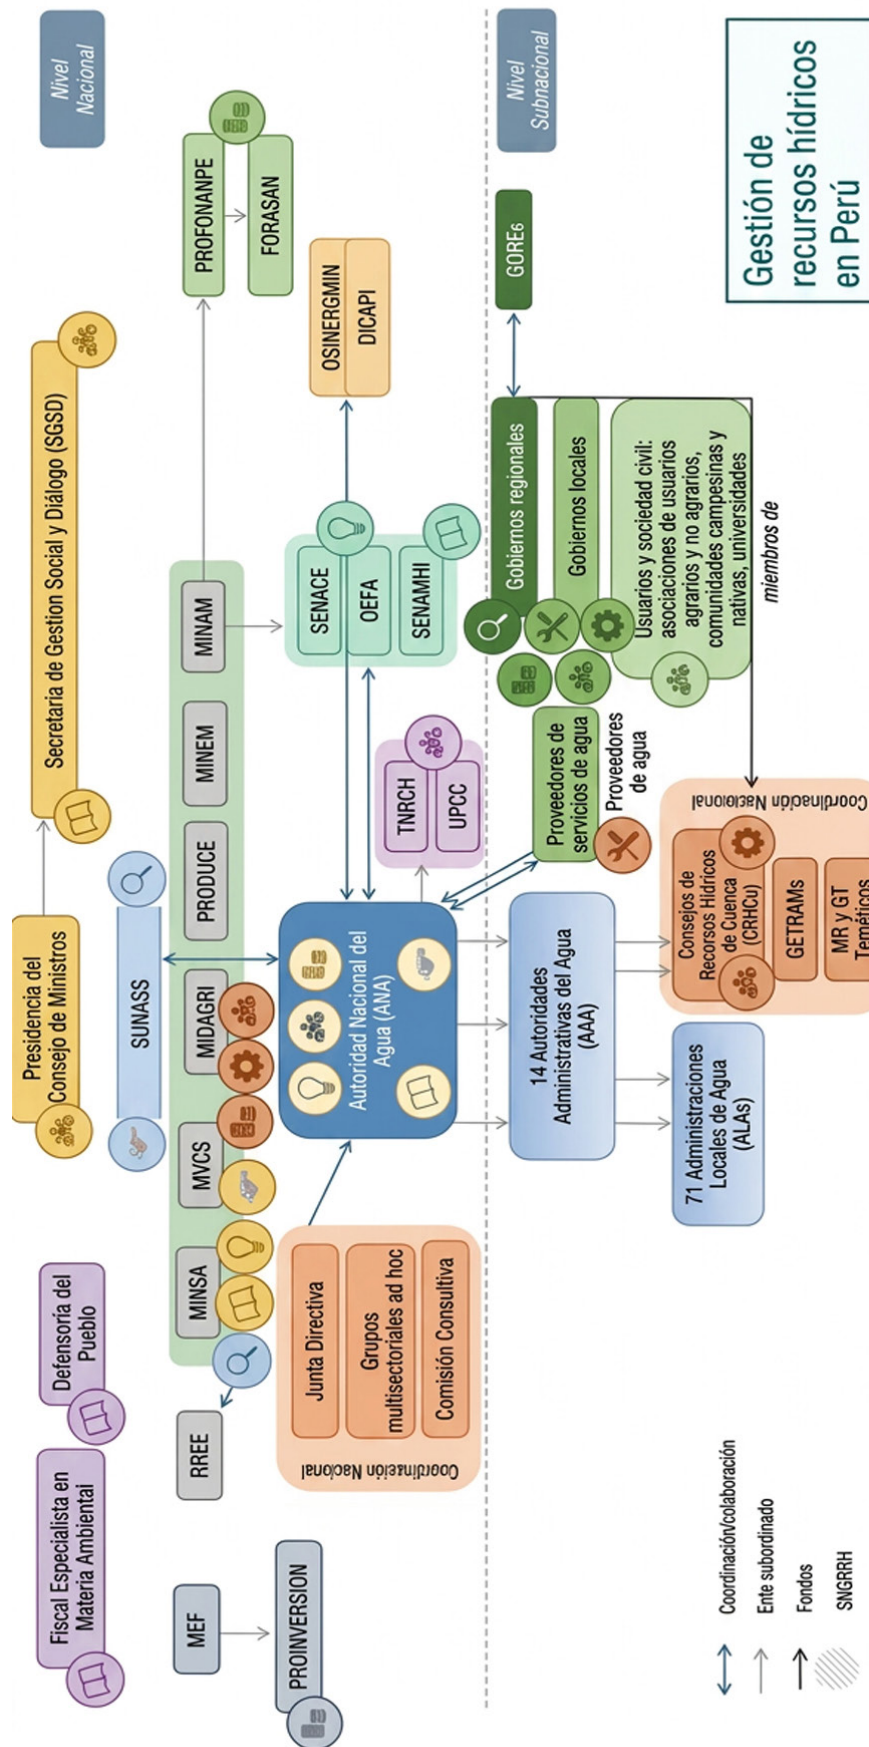 Nivel
Nacional
Fiscal Especialista en
Materia Ambiental
Defensoría del
Pueblo
Presidencia del
Consejo de Ministros
Secretaria de Gestion Social y Diálogo (SGSD)
SUNASS
MEF
RREE
MINSA
MVCS
MIDAGRI
PRODUCE
MINEM
MINAM
PROFONANPE
FORASAN
PROINVERSION
Coordinación Nacional
Junta Directiva
Grupos
multisectoriales ad hoc
Comisión Consultiva
Autoridad Nacional del
Agua (ANA)
TNRCH
UPCC
SENACE
OEFA
SENAMHI
OSINERGMIN
DICAPI
Nivel
Subnacional
14 Autoridades
Administrativas del Agua
(AAA)
71 Administraciones
Locales de Agua
(ALAs)
Proveedores de
servicios de agua
Proveedores
de agua
Gobiernos regionales
Gobiernos locales
Usuarios y sociedad civil:
asociaciones de usuarios
agrarios y no agrarios,
comunidades campesinas y
nativas, universidades
GORE6
miembros de
Consejos de
Recursos Hídricos
de Cuenca
(CRHCu)
GETRAMs
MR y GT
Teméticos
Coordinación Nacional
Coordinación/colaboración
Ente subordinado
Fondos
SNGRRH
Gestión de
recursos hídricos
en Perú